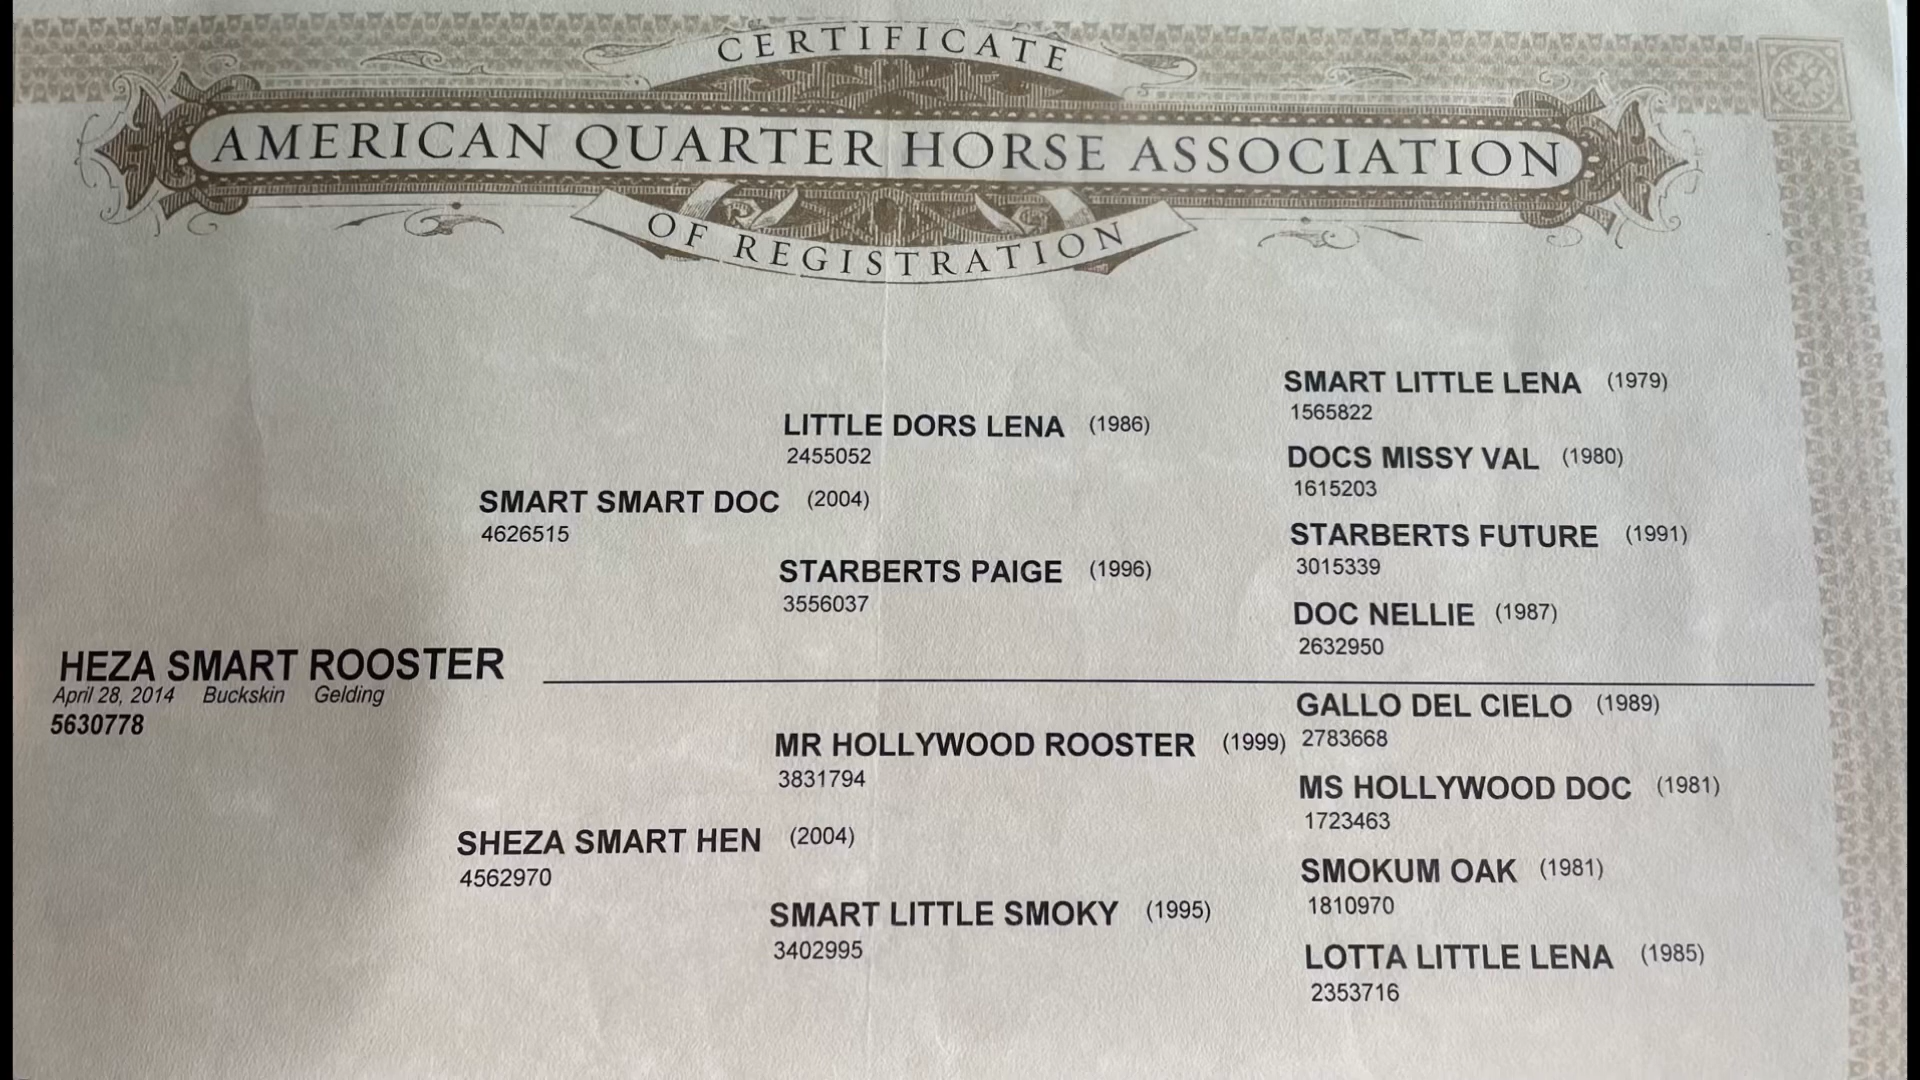 CERTIFICATE
AMERICAN QUARTER HORSE ASSOCIATION
OF REGISTRATION
SMART LITTLE LENA (1979)
1565822
LITTLE DORS LENA (1986)
2455052
DOCS MISSY VAL (1980)
1615203
SMART SMART DOC (2004)
4626515
STARBERTS FUTURE (1991)
3015339
STARBERTS PAIGE (1996)
3556037
DOC NELLIE (1987)
2632950
HEZA SMART ROOSTER
April 28, 2014 Buckskin Gelding
5630778
GALLO DEL CIELO (1989)
2783668
MR HOLLYWOOD ROOSTER (1999)
3831794
MS HOLLYWOOD DOC (1981)
1723463
SHEZA SMART HEN (2004)
4562970
SMOKUM OAK (1981)
1810970
SMART LITTLE SMOKY (1995)
3402995
LOTTA LITTLE LENA (1985)
2353716